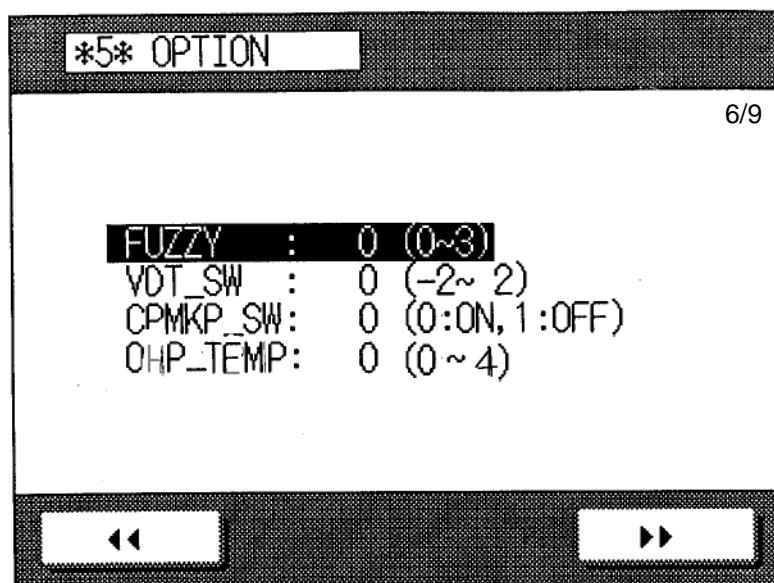 *5* OPTION
6/9
FUZZY : 0 (0~3)
VDT_SW : 0 (-2~ 2)
CPMKP_SW: 0 (0:ON,1:OFF)
OHP_TEMP: 0 (0~4)